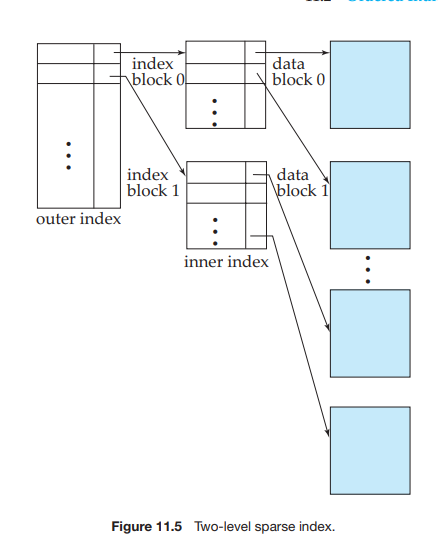 index
block 0
data
block 0
index
block 1
data
block 1
outer index
inner index
Figure 11.5 Two-level sparse index.